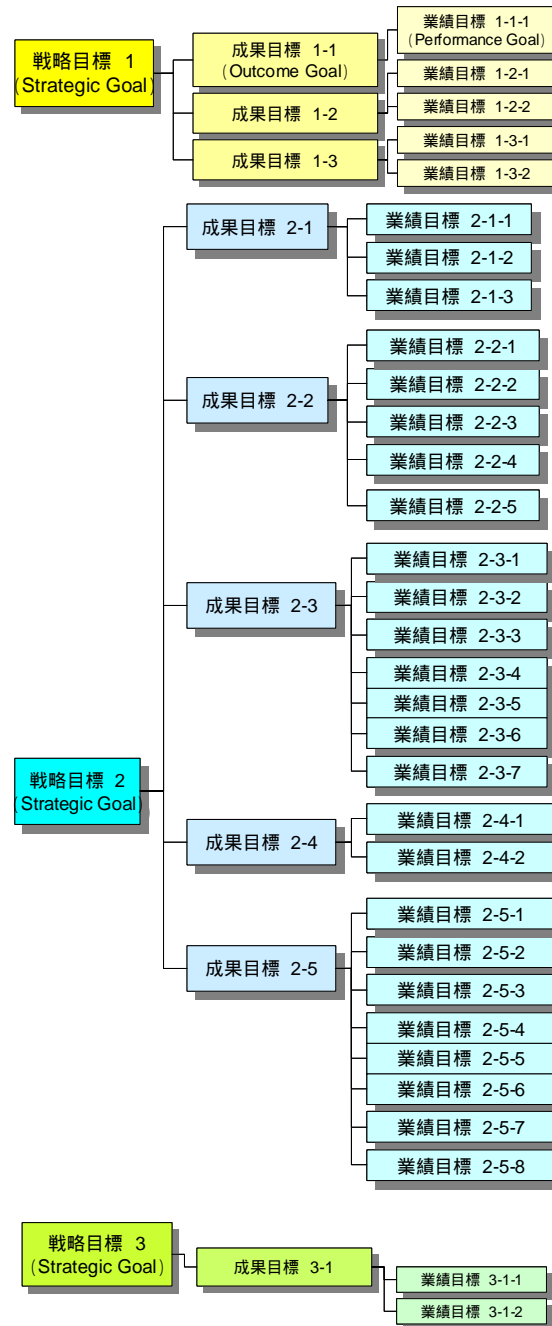 戦略目標 1
(Strategic Goal)
成果目標 1-1
(Outcome Goal)
業績目標 1-1-1
(Performance Goal)
成果目標 1-2
業績目標 1-2-1
業績目標 1-2-2
成果目標 1-3
業績目標 1-3-1
業績目標 1-3-2
戦略目標 2
(Strategic Goal)
成果目標 2-1
業績目標 2-1-1
業績目標 2-1-2
業績目標 2-1-3
成果目標 2-2
業績目標 2-2-1
業績目標 2-2-2
業績目標 2-2-3
業績目標 2-2-4
業績目標 2-2-5
成果目標 2-3
業績目標 2-3-1
業績目標 2-3-2
業績目標 2-3-3
業績目標 2-3-4
業績目標 2-3-5
業績目標 2-3-6
業績目標 2-3-7
成果目標 2-4
業績目標 2-4-1
業績目標 2-4-2
成果目標 2-5
業績目標 2-5-1
業績目標 2-5-2
業績目標 2-5-3
業績目標 2-5-4
業績目標 2-5-5
業績目標 2-5-6
業績目標 2-5-7
業績目標 2-5-8
戦略目標 3
(Strategic Goal)
成果目標 3-1
業績目標 3-1-1
業績目標 3-1-2